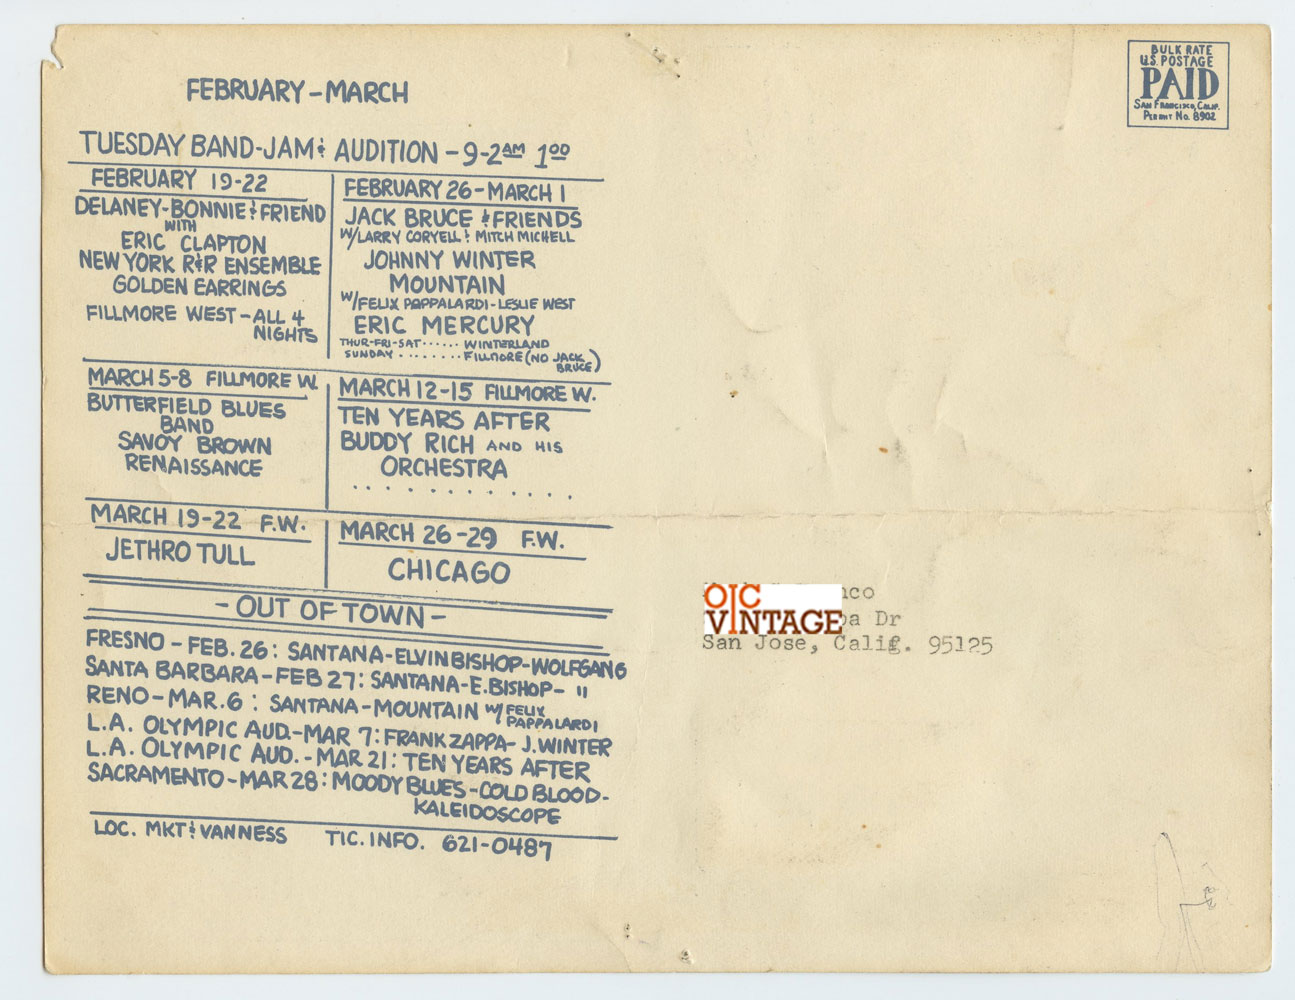 FEBRUARY-MARCH
TUESDAY BAND-JAM & AUDITION - 9-2AM 1 00
FEBRUARY 19-22
DELANEY-BONNIE & FRIEND
WITH
ERIC CLAPTON
NEW YORK R&R ENSEMBLE
GOLDEN EARRINGS
FILLMORE WEST - ALL 4
NIGHTS
FEBRUARY 26 - MARCH 1
JACK BRUCE & FRIENDS
W/LARRY CORYELL & MITCH MICHELL
JOHNNY WINTER
MOUNTAIN
W/FELIX PAPPALARDI - LESLIE WEST
ERIC MERCURY
THUR-FRI-SAT ...... WINTERLAND
SUNDAY ........ FILLMORE (NO JACK
BRUCE)
MARCH 5-8 FILLMORE W.
BUTTERFIELD BLUES
BAND
SAVOY BROWN
RENAISSANCE
MARCH 12-15 FILLMORE W.
TEN YEARS AFTER
BUDDY RICH AND HIS
ORCHESTRA
............
MARCH 19-22 F.W.
JETHRO TULL
MARCH 26-29 F.W.
CHICAGO
- OUT OF TOWN -
FRESNO - FEB. 26: SANTANA-ELVIN BISHOP-WOLFGANG
SANTA BARBARA - FEB 27: SANTANA-E.BISHOP- "
RENO - MAR. 6 : SANTANA - MOUNTAIN W/ FELIX
PAPPALARDI
L.A. OLYMPIC AUD. - MAR 7: FRANK ZAPPA- J. WINTER
L.A. OLYMPIC AUD. - MAR 21: TEN YEARS AFTER
SACRAMENTO - MAR 28: MOODY BLUES - COLD BLOOD -
KALEIDOSCOPE
LOC. MKT & VAN NESS TIC. INFO. 621-0487
BULK RATE
U.S. POSTAGE
PAID
SAN FRANCISCO, CALIF.
PERMIT No. 8902
OIC
VINTAGE
nco
pa Dr
San Jose, Calif. 95125